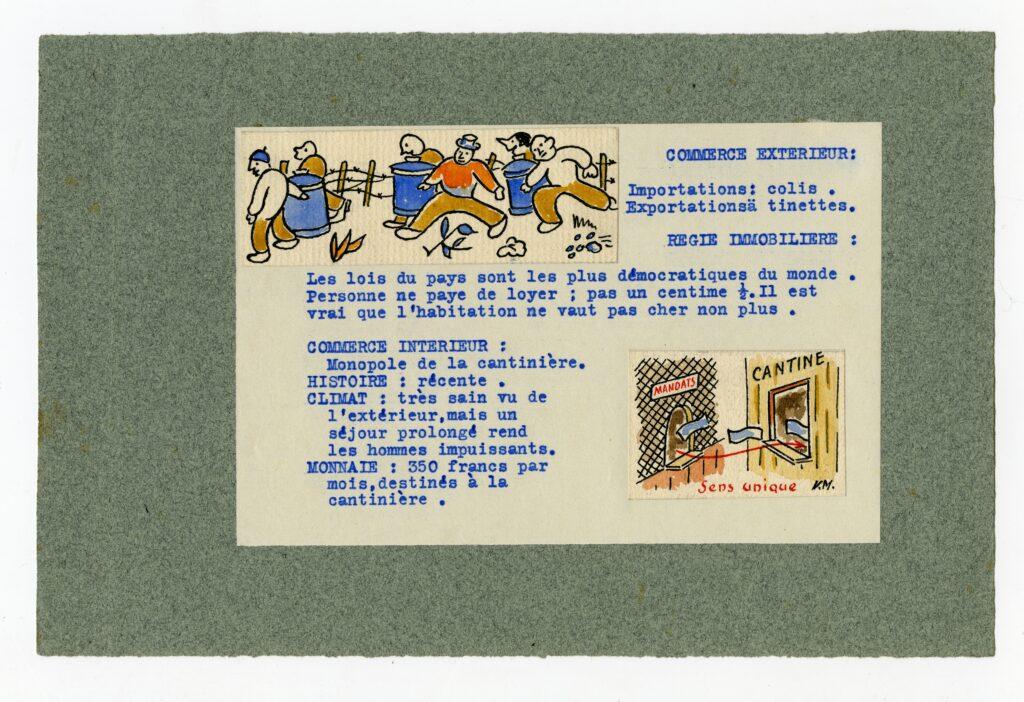 COMMERCE EXTERIEUR:
Importations: colis .
Exportationsä tinettes.
REGIE IMMOBILIERE :
Les lois du pays sont les plus démocratiques du monde .
Personne ne paye de loyer ; pas un centime ½.Il est
vrai que l'habitation ne vaut pas cher non plus .
COMMERCE INTERIEUR :
Monopole de la cantinière.
HISTOIRE : récente .
CLIMAT : très sain vu de
l'extérieur,mais un
séjour prolongé rend
les hommes impuissants.
MONNAIE : 350 francs par
mois,destinés à la
cantinière .
MANDATS
CANTINE
Sens unique
K.M.